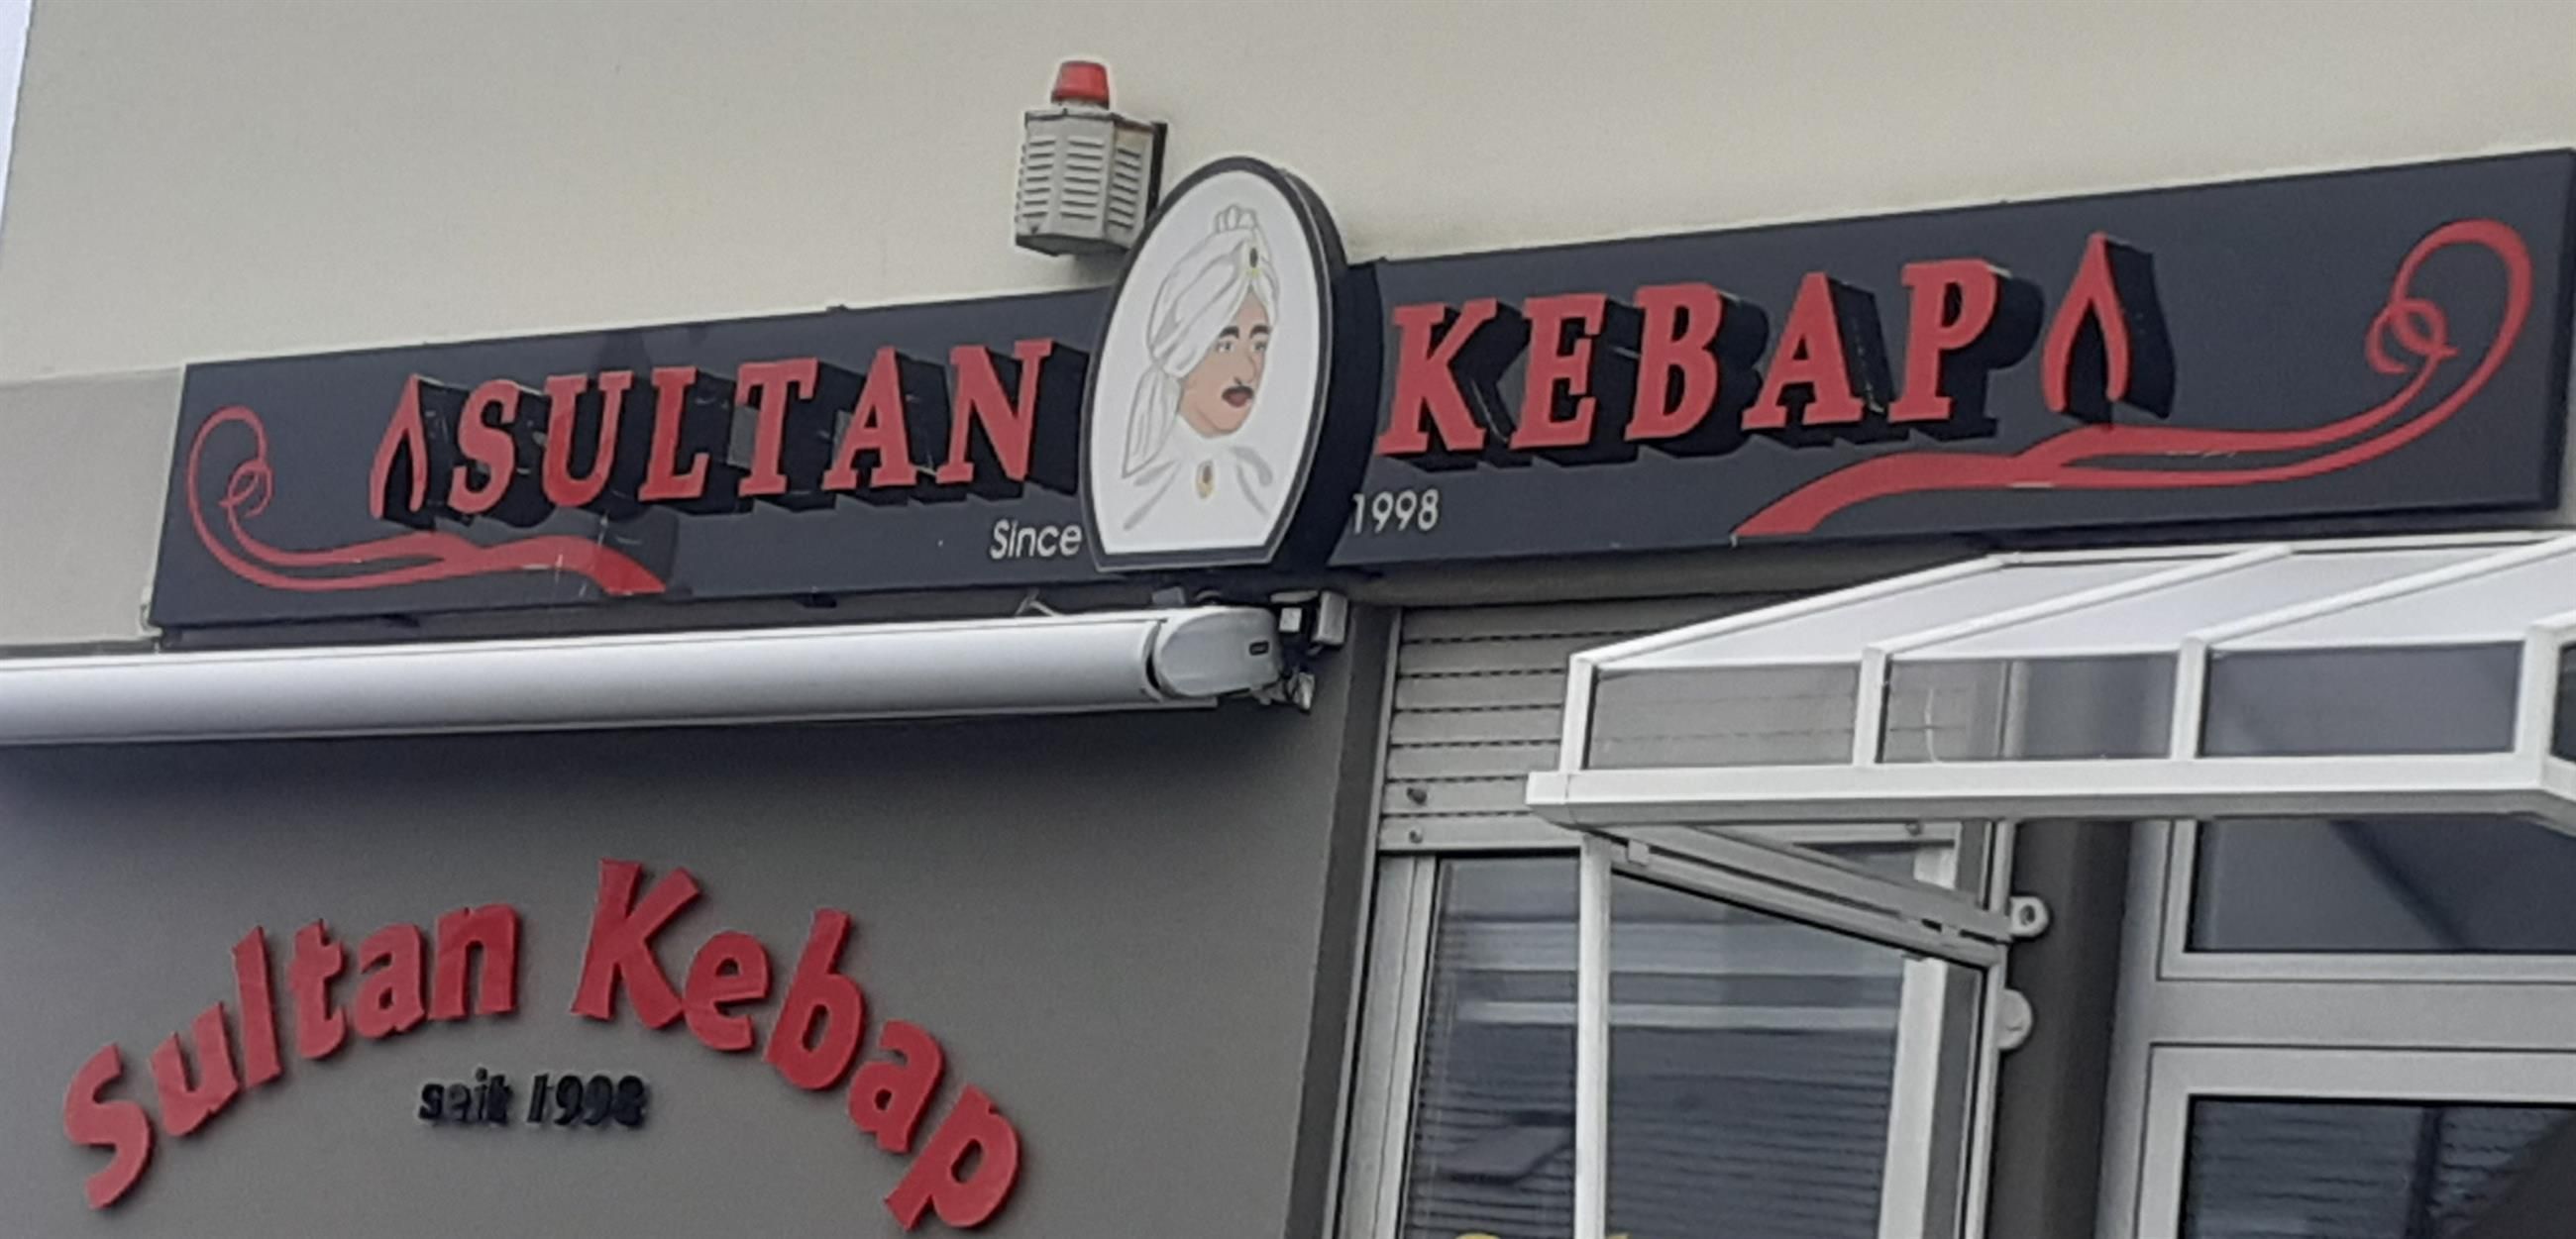 SULTAN KEBAP
Since 1998
Sultan Kebap
seit 1998